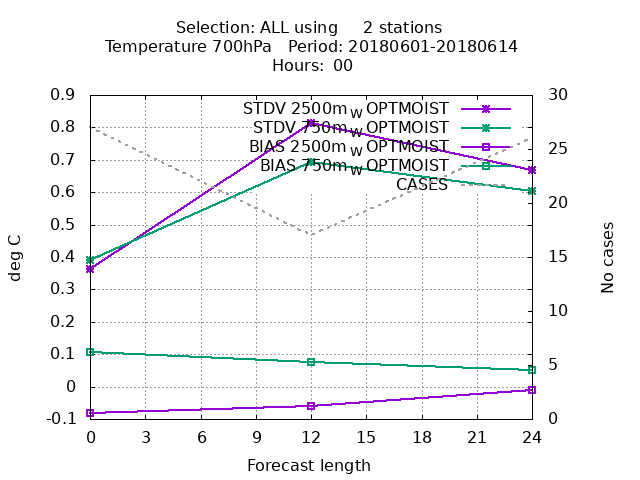 Selection: ALL using 2 stations
Temperature 700hPa Period: 20180601-20180614
Hours: 00
0.9
0.8
0.7
0.6
0.5
0.4
0.3
0.2
0.1
0
-0.1
deg C
STDV 2500m_W OPTMOIST
STDV 750m_W OPTMOIST
BIAS 2500m_W OPTMOIST
BIAS 750m_W OPTMOIST
CASES
30
25
20
15
10
5
0
No cases
0 3 6 9 12 15 18 21 24
Forecast length